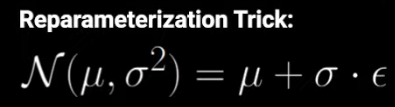 Reparameterization Trick:
𝒩(μ, σ²) = μ + σ · ϵ